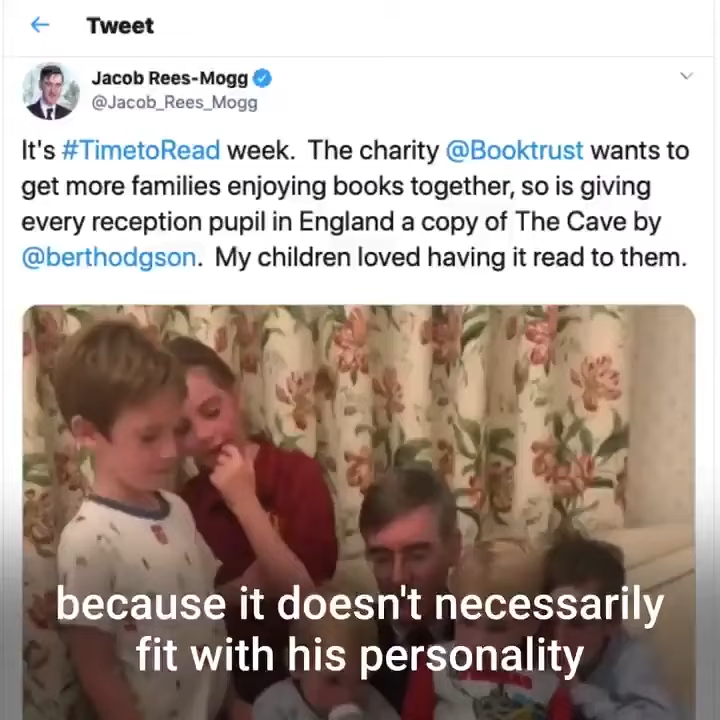 Tweet
Jacob Rees-Mogg
@Jacob_Rees_Mogg
It's #TimetoRead week. The charity @Booktrust wants to
get more families enjoying books together, so is giving
every reception pupil in England a copy of The Cave by
@berthodgson. My children loved having it read to them.
because it doesn't necessarily
fit with his personality